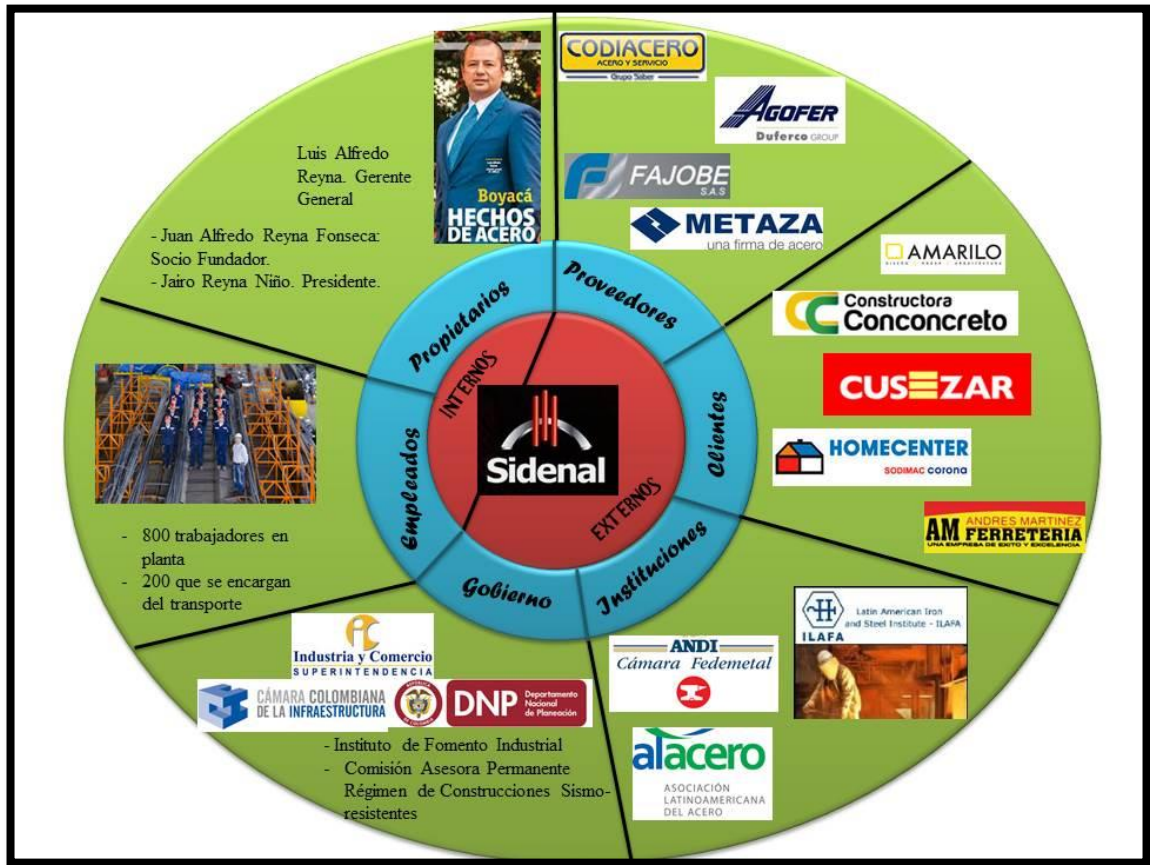 Luis Alfredo
Reyna. Gerente
General
- Juan Alfredo Reyna Fonseca:
Socio Fundador.
- Jairo Reyna Niño. Presidente.
Boyacá
HECHOS
DE ACERO
CODIACERO
ACERO Y SERVICIO
Grupo Saber
AGOFER
Duferco GROUP
FAJOBE
S.A.S
METAZA
una firma de acero
AMARILO
Constructora
Conconcreto
CUSEZAR
HOMECENTER
SODIMAC corona
ANDRES MARTINEZ
AM FERRETERIA
UNA EMPRESA DE EXITO Y EXCELENCIA
Propietarios
Proveedores
INTERNOS
Sidenal
EXTERNOS
Clientes
Empleados
Gobierno
Instituciones
- 800 trabajadores en
planta
- 200 que se encargan
del transporte
Industria y Comercio
SUPERINTENDENCIA
CÁMARA COLOMBIANA
DE LA INFRAESTRUCTURA
REPÚBLICA
DE COLOMBIA
DNP
Departamento
Nacional
de Planeación
- Instituto de Fomento Industrial
- Comisión Asesora Permanente
Régimen de Construcciones Sismo-
resistentes
ANDI
Cámara Fedemetal
alacero
ASOCIACIÓN
LATINOAMERICANA
DEL ACERO
ILAFA
Latin American Iron
and Steel Institute - ILAFA